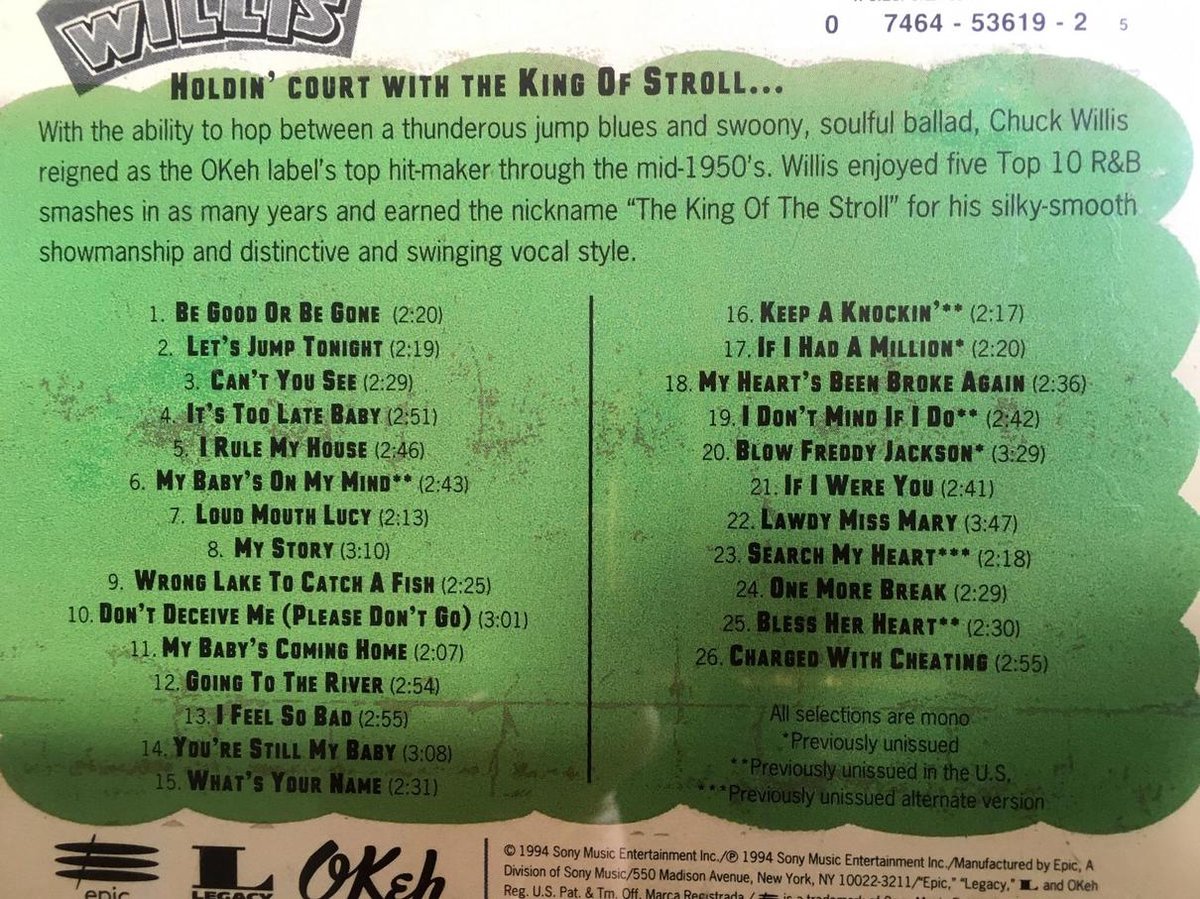 WILLIS
0 7464 - 53619 - 2 5
HOLDIN' COURT WITH THE KING OF STROLL...
With the ability to hop between a thunderous jump blues and swoony, soulful ballad, Chuck Willis
reigned as the OKeh label's top hit-maker through the mid-1950's. Willis enjoyed five Top 10 R&B
smashes in as many years and earned the nickname “The King Of The Stroll” for his silky-smooth
showmanship and distinctive and swinging vocal style.
1. BE GOOD OR BE GONE (2:20)
2. LET'S JUMP TONIGHT (2:19)
3. CAN'T YOU SEE (2:29)
4. IT'S TOO LATE BABY (2:51)
5. I RULE MY HOUSE (2:46)
6. MY BABY'S ON MY MIND** (2:43)
7. LOUD MOUTH LUCY (2:13)
8. MY STORY (3:10)
9. WRONG LAKE TO CATCH A FISH (2:25)
10. DON'T DECEIVE ME (PLEASE DON'T GO) (3:01)
11. MY BABY'S COMING HOME (2:07)
12. GOING TO THE RIVER (2:54)
13. I FEEL SO BAD (2:55)
14. YOU'RE STILL MY BABY (3:08)
15. WHAT'S YOUR NAME (2:31)
16. KEEP A KNOCKIN'** (2:17)
17. IF I HAD A MILLION* (2:20)
18. MY HEART'S BEEN BROKE AGAIN (2:36)
19. I DON'T MIND IF I DO** (2:42)
20. BLOW FREDDY JACKSON* (3:29)
21. IF I WERE YOU (2:41)
22. LAWDY MISS MARY (3:47)
23. SEARCH MY HEART*** (2:18)
24. ONE MORE BREAK (2:29)
25. BLESS HER HEART** (2:30)
26. CHARGED WITH CHEATING (2:55)
All selections are mono
*Previously unissued
**Previously unissued in the U.S.
***Previously unissued alternate version
epic
L
LEGACY
OKeh
© 1994 Sony Music Entertainment Inc./℗ 1994 Sony Music Entertainment Inc./Manufactured by Epic, A
Division of Sony Music/550 Madison Avenue, New York, NY 10022-3211/“Epic,” “Legacy,” L and OKeh
Reg. U.S. Pat. & Tm. Off. Marca Registrada./ is a trademark of Sony Music